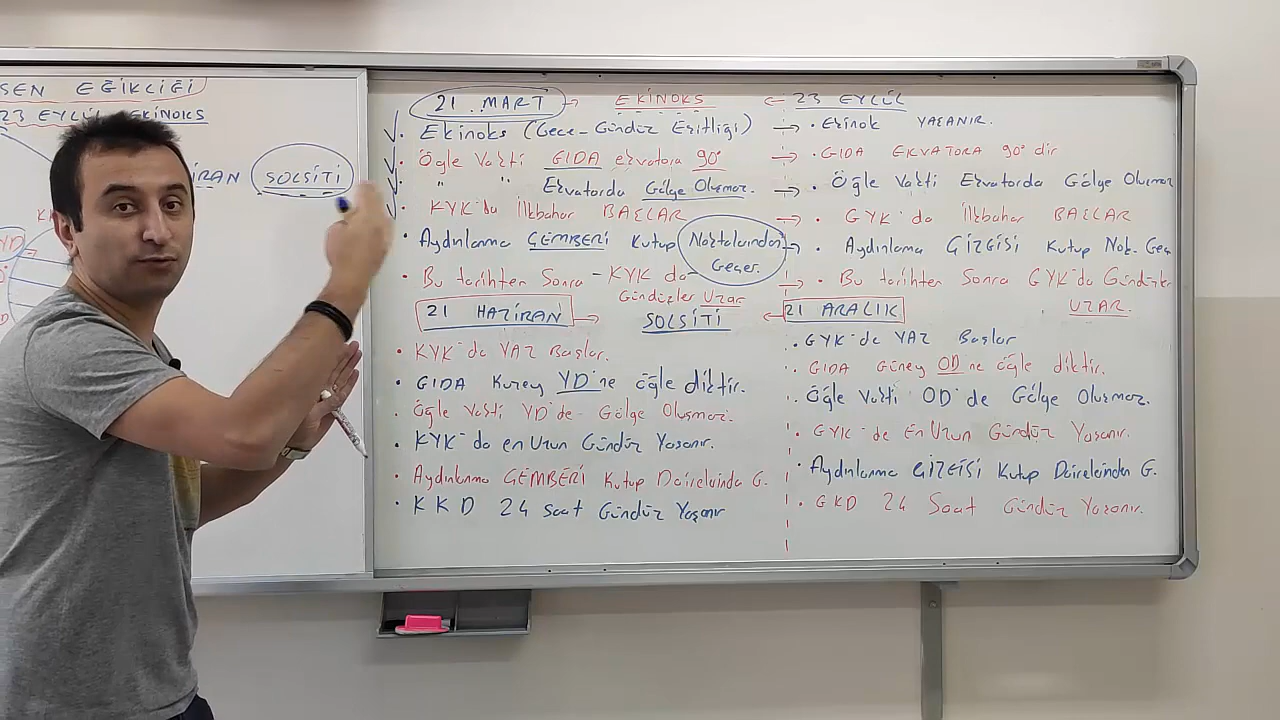 SEN EĞİKLİĞİ
23 EYLÜL EKİNOKS
RAN SOLSİTİ
YD
21 MART → EKİNOKS ← 23 EYLÜL
• Ekinoks (Gece-Gündüz Eşitliği) → • Ekinok YAŞANIR.
• Öğle Vakti GIDA ekvatora 90° → • GIDA EKVATORA 90° dir
• " " Ekvatorda Gölge Oluşmaz. → • Öğle Vakti Ekvatorda Gölge Oluşmaz
• KYK'da İlkbahar BAŞLAR → • GYK'da İlkbahar BAŞLAR
• Aydınlanma ÇEMBERİ Kutup Noktalarından Geçer. → • Aydınlama ÇİZGİSİ Kutup Nok. Geç
• Bu tarihten Sonra - KYK da - Gündüzler Uzar → • Bu tarihten Sonra GYK'da Gündüzler UZAR.
21 HAZİRAN → SOLSİTİ ← 21 ARALIK
• KYK'da YAZ Başlar.
• GIDA Kuzey YD'ne öğle diktir.
• Öğle Vakti YD'de Gölge Oluşmaz.
• KYK'da en Uzun Gündüz Yaşanır.
• Aydınlanma ÇEMBERİ Kutup Dairelerinde G.
• KKD 24 Saat Gündüz Yaşanır
• GYK'de YAZ Başlar
• GIDA Güney OD'ne öğle diktir.
• Öğle Vakti OD'de Gölge Oluşmaz.
• GYK'de En Uzun Gündüz Yaşanır.
• Aydınlanma ÇİZGİSİ Kutup Dairelerinden G.
• GKD 24 Saat Gündüz Yaşanır.